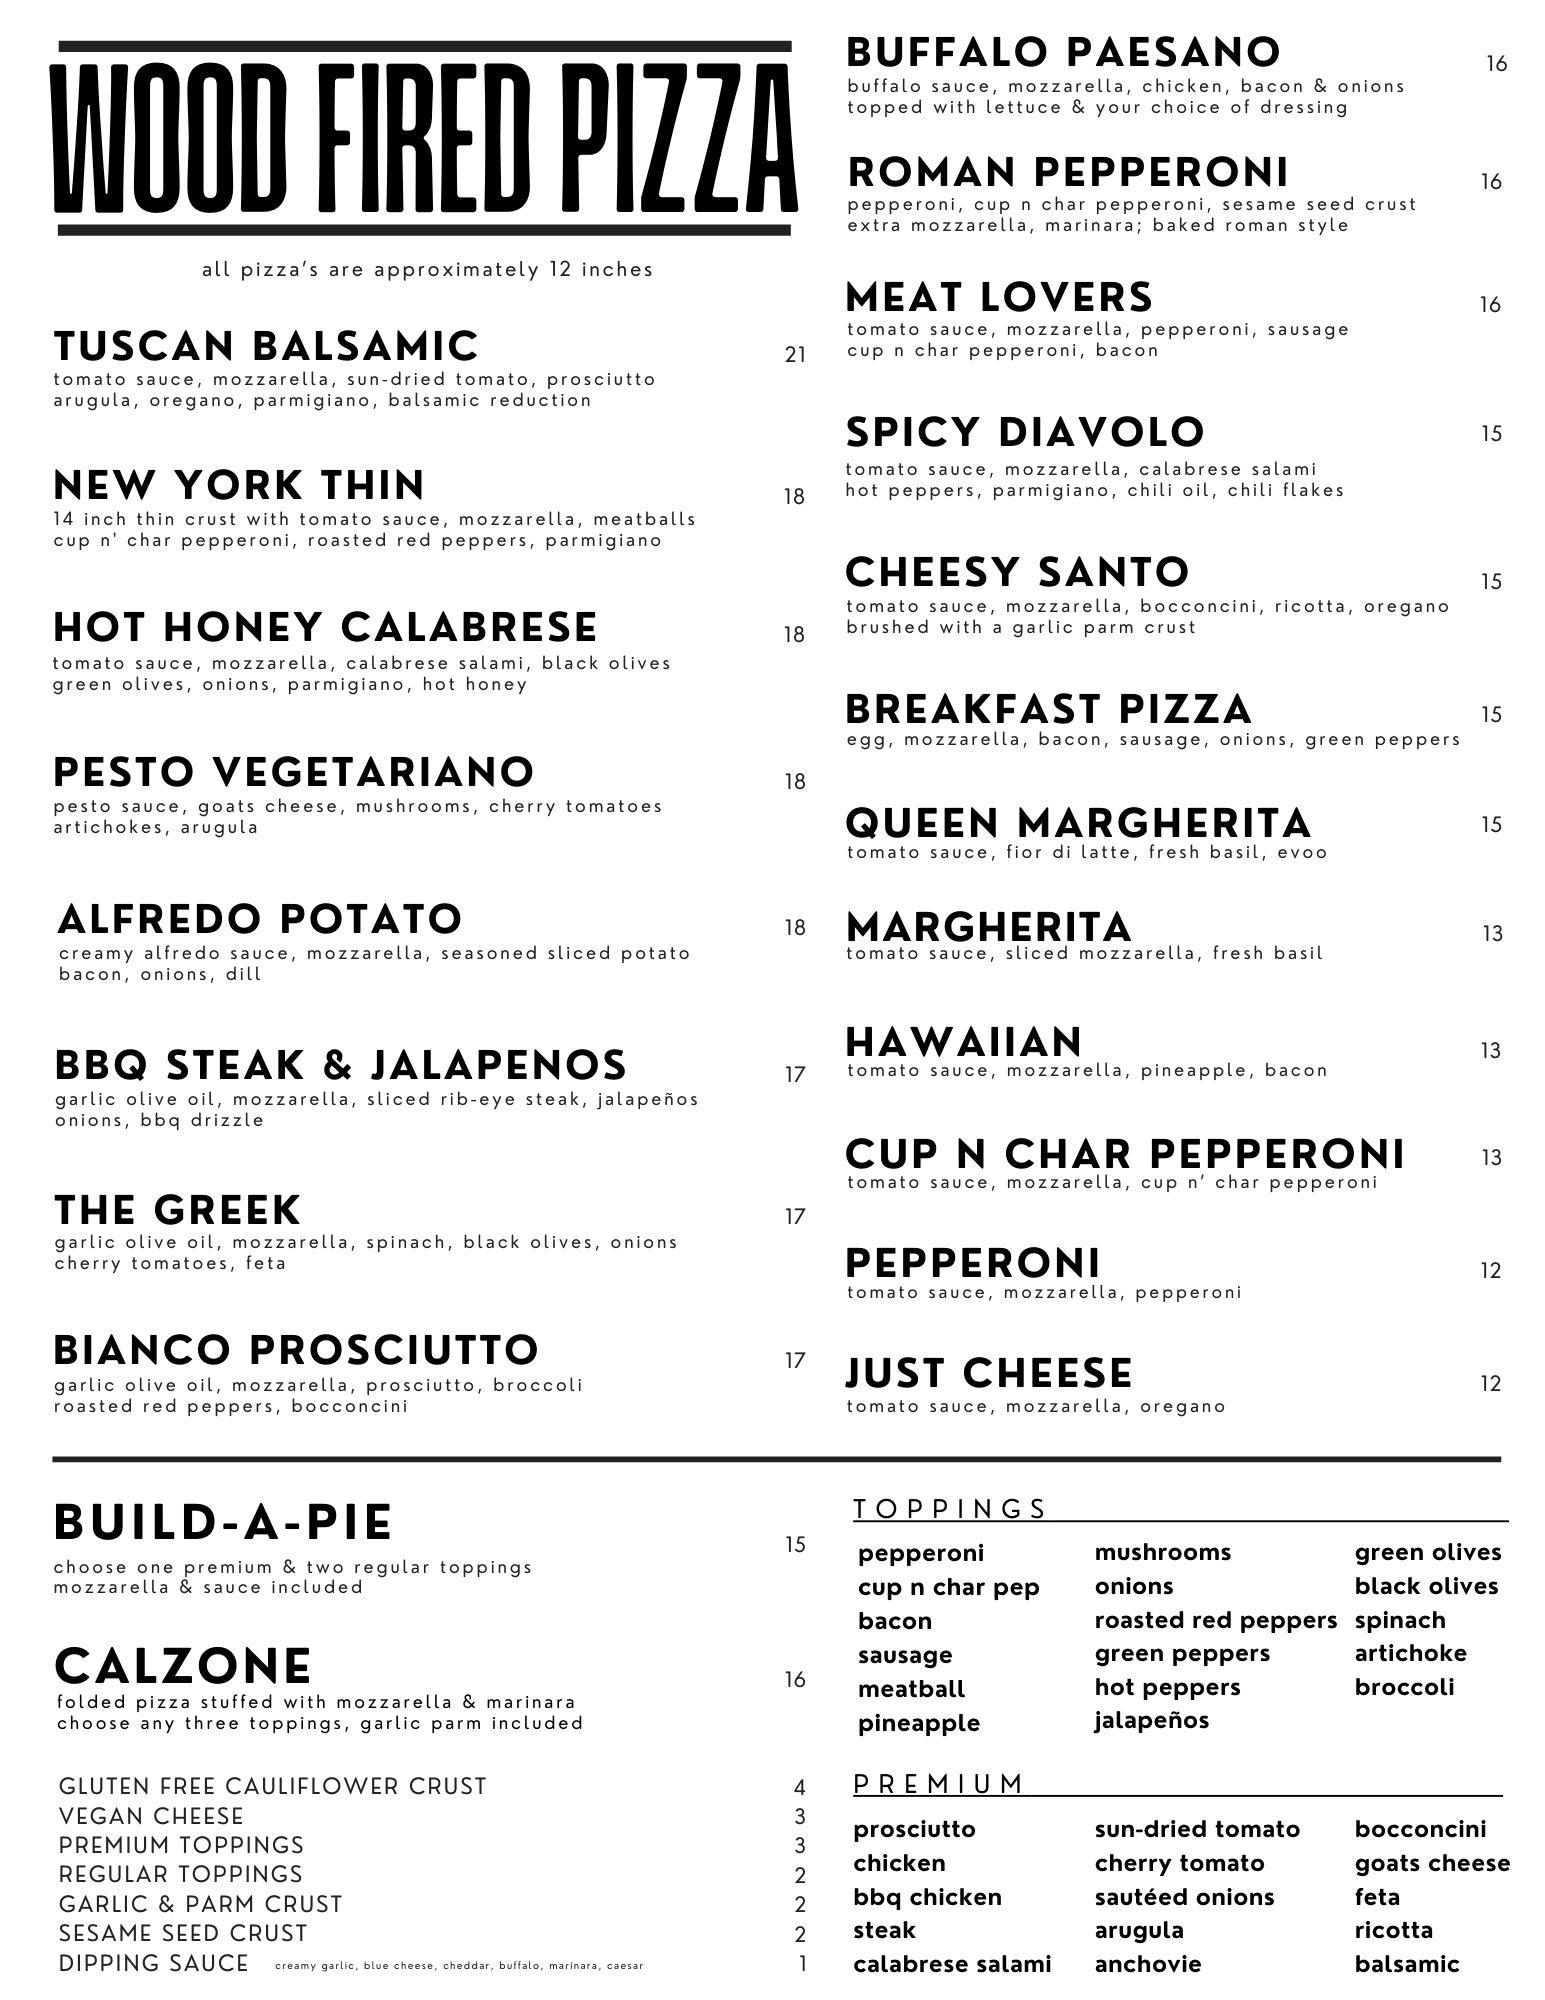 WOOD FIRED PIZZA
all pizza's are approximately 12 inches
TUSCAN BALSAMIC 21
tomato sauce, mozzarella, sun-dried tomato, prosciutto
arugula, oregano, parmigiano, balsamic reduction
NEW YORK THIN 18
14 inch thin crust with tomato sauce, mozzarella, meatballs
cup n' char pepperoni, roasted red peppers, parmigiano
HOT HONEY CALABRESE 18
tomato sauce, mozzarella, calabrese salami, black olives
green olives, onions, parmigiano, hot honey
PESTO VEGETARIANO 18
pesto sauce, goats cheese, mushrooms, cherry tomatoes
artichokes, arugula
ALFREDO POTATO 18
creamy alfredo sauce, mozzarella, seasoned sliced potato
bacon, onions, dill
BBQ STEAK & JALAPENOS 17
garlic olive oil, mozzarella, sliced rib-eye steak, jalapeños
onions, bbq drizzle
THE GREEK 17
garlic olive oil, mozzarella, spinach, black olives, onions
cherry tomatoes, feta
BIANCO PROSCIUTTO 17
garlic olive oil, mozzarella, prosciutto, broccoli
roasted red peppers, bocconcini
BUFFALO PAESANO 16
buffalo sauce, mozzarella, chicken, bacon & onions
topped with lettuce & your choice of dressing
ROMAN PEPPERONI 16
pepperoni, cup n char pepperoni, sesame seed crust
extra mozzarella, marinara; baked roman style
MEAT LOVERS 16
tomato sauce, mozzarella, pepperoni, sausage
cup n char pepperoni, bacon
SPICY DIAVOLO 15
tomato sauce, mozzarella, calabrese salami
hot peppers, parmigiano, chili oil, chili flakes
CHEESY SANTO 15
tomato sauce, mozzarella, bocconcini, ricotta, oregano
brushed with a garlic parm crust
BREAKFAST PIZZA 15
egg, mozzarella, bacon, sausage, onions, green peppers
QUEEN MARGHERITA 15
tomato sauce, fior di latte, fresh basil, evoo
MARGHERITA 13
tomato sauce, sliced mozzarella, fresh basil
HAWAIIAN 13
tomato sauce, mozzarella, pineapple, bacon
CUP N CHAR PEPPERONI 13
tomato sauce, mozzarella, cup n' char pepperoni
PEPPERONI 12
tomato sauce, mozzarella, pepperoni
JUST CHEESE 12
tomato sauce, mozzarella, oregano
BUILD-A-PIE 15
choose one premium & two regular toppings
mozzarella & sauce included
CALZONE 16
folded pizza stuffed with mozzarella & marinara
choose any three toppings, garlic parm included
GLUTEN FREE CAULIFLOWER CRUST 4
VEGAN CHEESE 3
PREMIUM TOPPINGS 3
REGULAR TOPPINGS 2
GARLIC & PARM CRUST 2
SESAME SEED CRUST 2
DIPPING SAUCE creamy garlic, blue cheese, cheddar, buffalo, marinara, caesar 1
TOPPINGS
pepperoni
cup n char pep
bacon
sausage
meatball
pineapple
mushrooms
onions
roasted red peppers
green peppers
hot peppers
jalapeños
green olives
black olives
spinach
artichoke
broccoli
PREMIUM
prosciutto
chicken
bbq chicken
steak
calabrese salami
sun-dried tomato
cherry tomato
sautéed onions
arugula
anchovie
bocconcini
goats cheese
feta
ricotta
balsamic